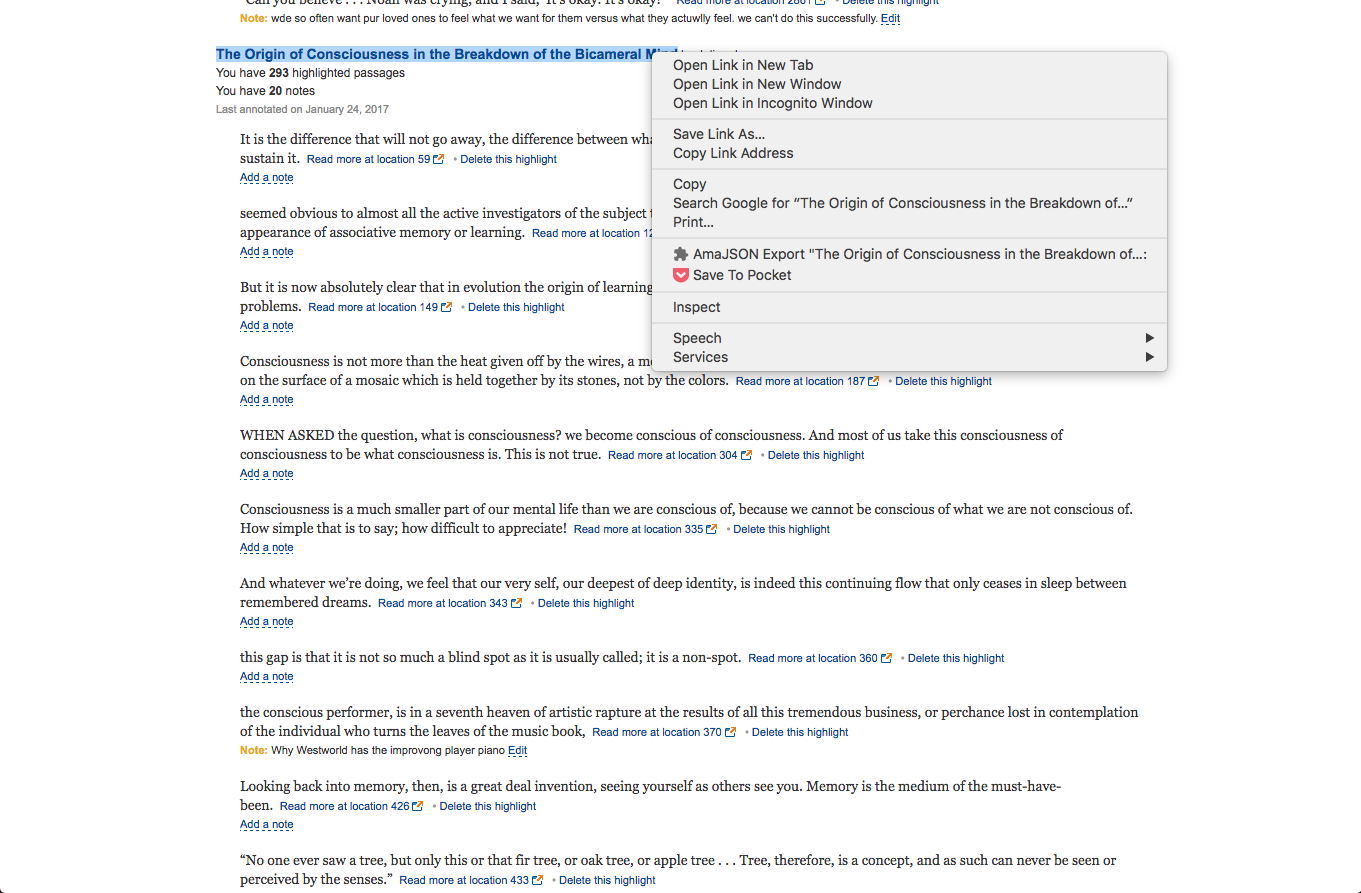 "Can you believe . . . Noah was crying, and I said, 'It's okay. It's okay!' Read more at location 2661 • Delete this highlight
Note: wde so often want pur loved ones to feel what we want for them versus what they actuwlly feel. we can't do this successfully. Edit
The Origin of Consciousness in the Breakdown of the Bicameral Mind
You have 293 highlighted passages
You have 20 notes
Last annotated on January 24, 2017
It is the difference that will not go away, the difference between wha
sustain it. Read more at location 59 • Delete this highlight
Add a note
seemed obvious to almost all the active investigators of the subject t
appearance of associative memory or learning. Read more at location 12
Add a note
But it is now absolutely clear that in evolution the origin of learning
problems. Read more at location 149 • Delete this highlight
Add a note
Consciousness is not more than the heat given off by the wires, a me
on the surface of a mosaic which is held together by its stones, not by the colors. Read more at location 187 • Delete this highlight
Add a note
WHEN ASKED the question, what is consciousness? we become conscious of consciousness. And most of us take this consciousness of
consciousness to be what consciousness is. This is not true. Read more at location 304 • Delete this highlight
Add a note
Consciousness is a much smaller part of our mental life than we are conscious of, because we cannot be conscious of what we are not conscious of.
How simple that is to say; how difficult to appreciate! Read more at location 335 • Delete this highlight
Add a note
And whatever we're doing, we feel that our very self, our deepest of deep identity, is indeed this continuing flow that only ceases in sleep between
remembered dreams. Read more at location 343 • Delete this highlight
Add a note
this gap is that it is not so much a blind spot as it is usually called; it is a non-spot. Read more at location 360 • Delete this highlight
Add a note
the conscious performer, is in a seventh heaven of artistic rapture at the results of all this tremendous business, or perchance lost in contemplation
of the individual who turns the leaves of the music book, Read more at location 370 • Delete this highlight
Note: Why Westworld has the improvong player piano Edit
Looking back into memory, then, is a great deal invention, seeing yourself as others see you. Memory is the medium of the must-have-
been. Read more at location 426 • Delete this highlight
Add a note
“No one ever saw a tree, but only this or that fir tree, or oak tree, or apple tree . . . Tree, therefore, is a concept, and as such can never be seen or
perceived by the senses.” Read more at location 433 • Delete this highlight
Open Link in New Tab
Open Link in New Window
Open Link in Incognito Window
Save Link As...
Copy Link Address
Copy
Search Google for “The Origin of Consciousness in the Breakdown of...”
Print...
AmaJSON Export "The Origin of Consciousness in the Breakdown of...:
Save To Pocket
Inspect
Speech
Services